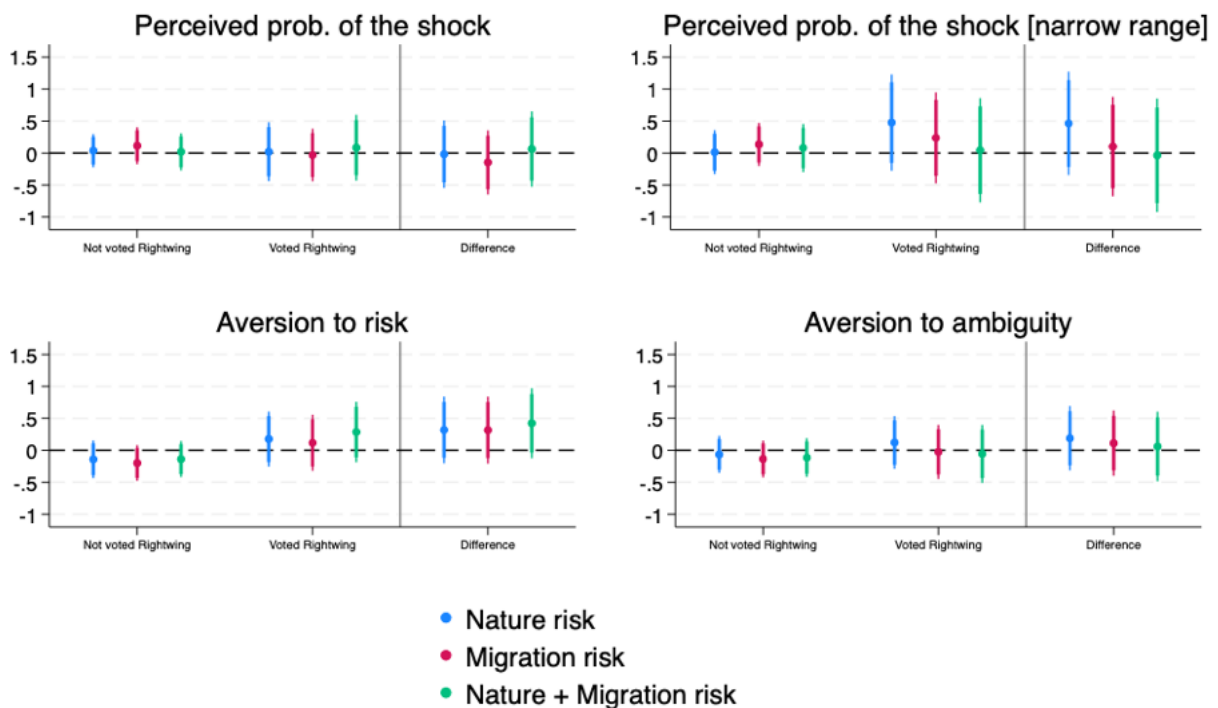 Perceived prob. of the shock
1.5
1
.5
0
-.5
-1
Not voted Rightwing Voted Rightwing Difference
Perceived prob. of the shock [narrow range]
1.5
1
.5
0
-.5
-1
Not voted Rightwing Voted Rightwing Difference
Aversion to risk
1.5
1
.5
0
-.5
-1
Not voted Rightwing Voted Rightwing Difference
Aversion to ambiguity
1.5
1
.5
0
-.5
-1
Not voted Rightwing Voted Rightwing Difference
Nature risk
Migration risk
Nature + Migration risk